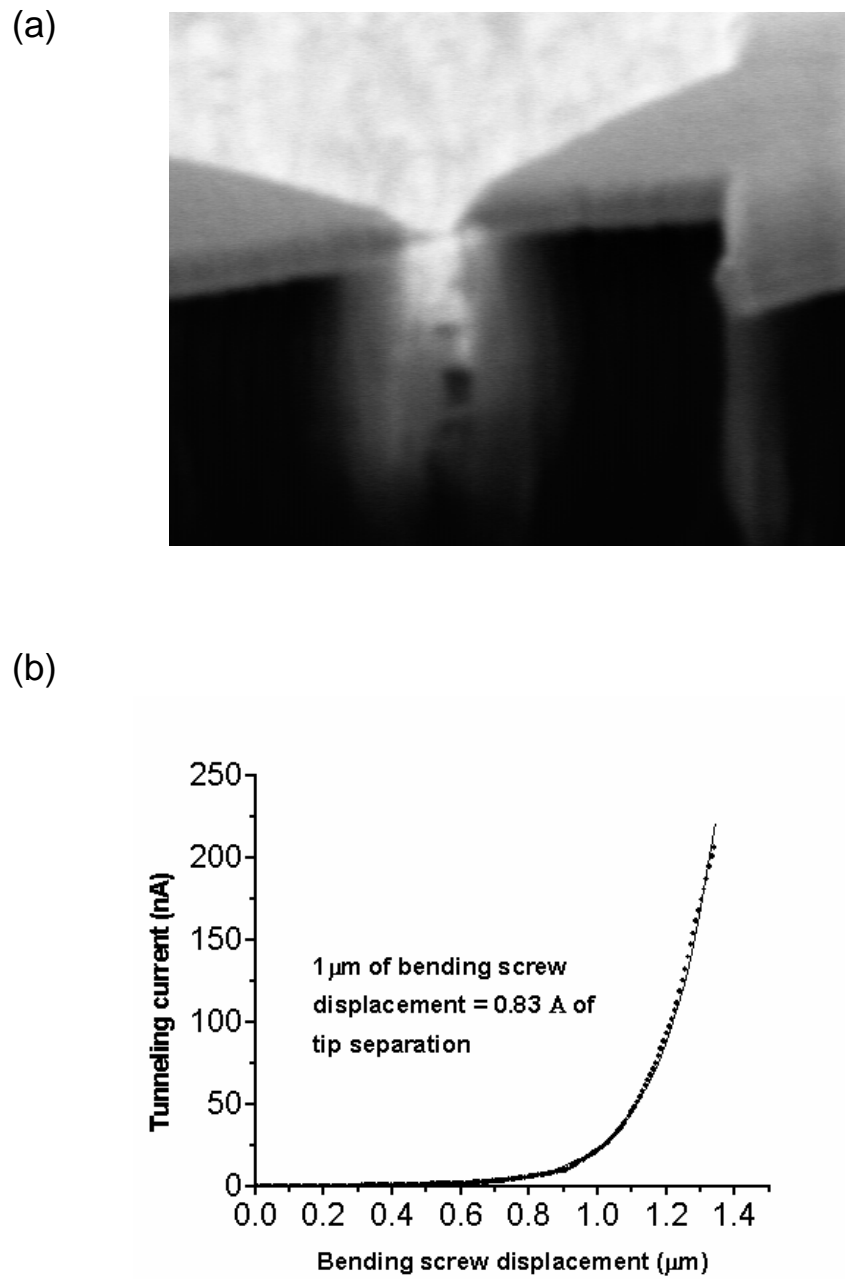 (a)
(b)
250
200
150
100
50
0
Tunneling current (nA)
1 μm of bending screw
displacement = 0.83 A of
tip separation
0.0 0.2 0.4 0.6 0.8 1.0 1.2 1.4
Bending screw displacement (μm)